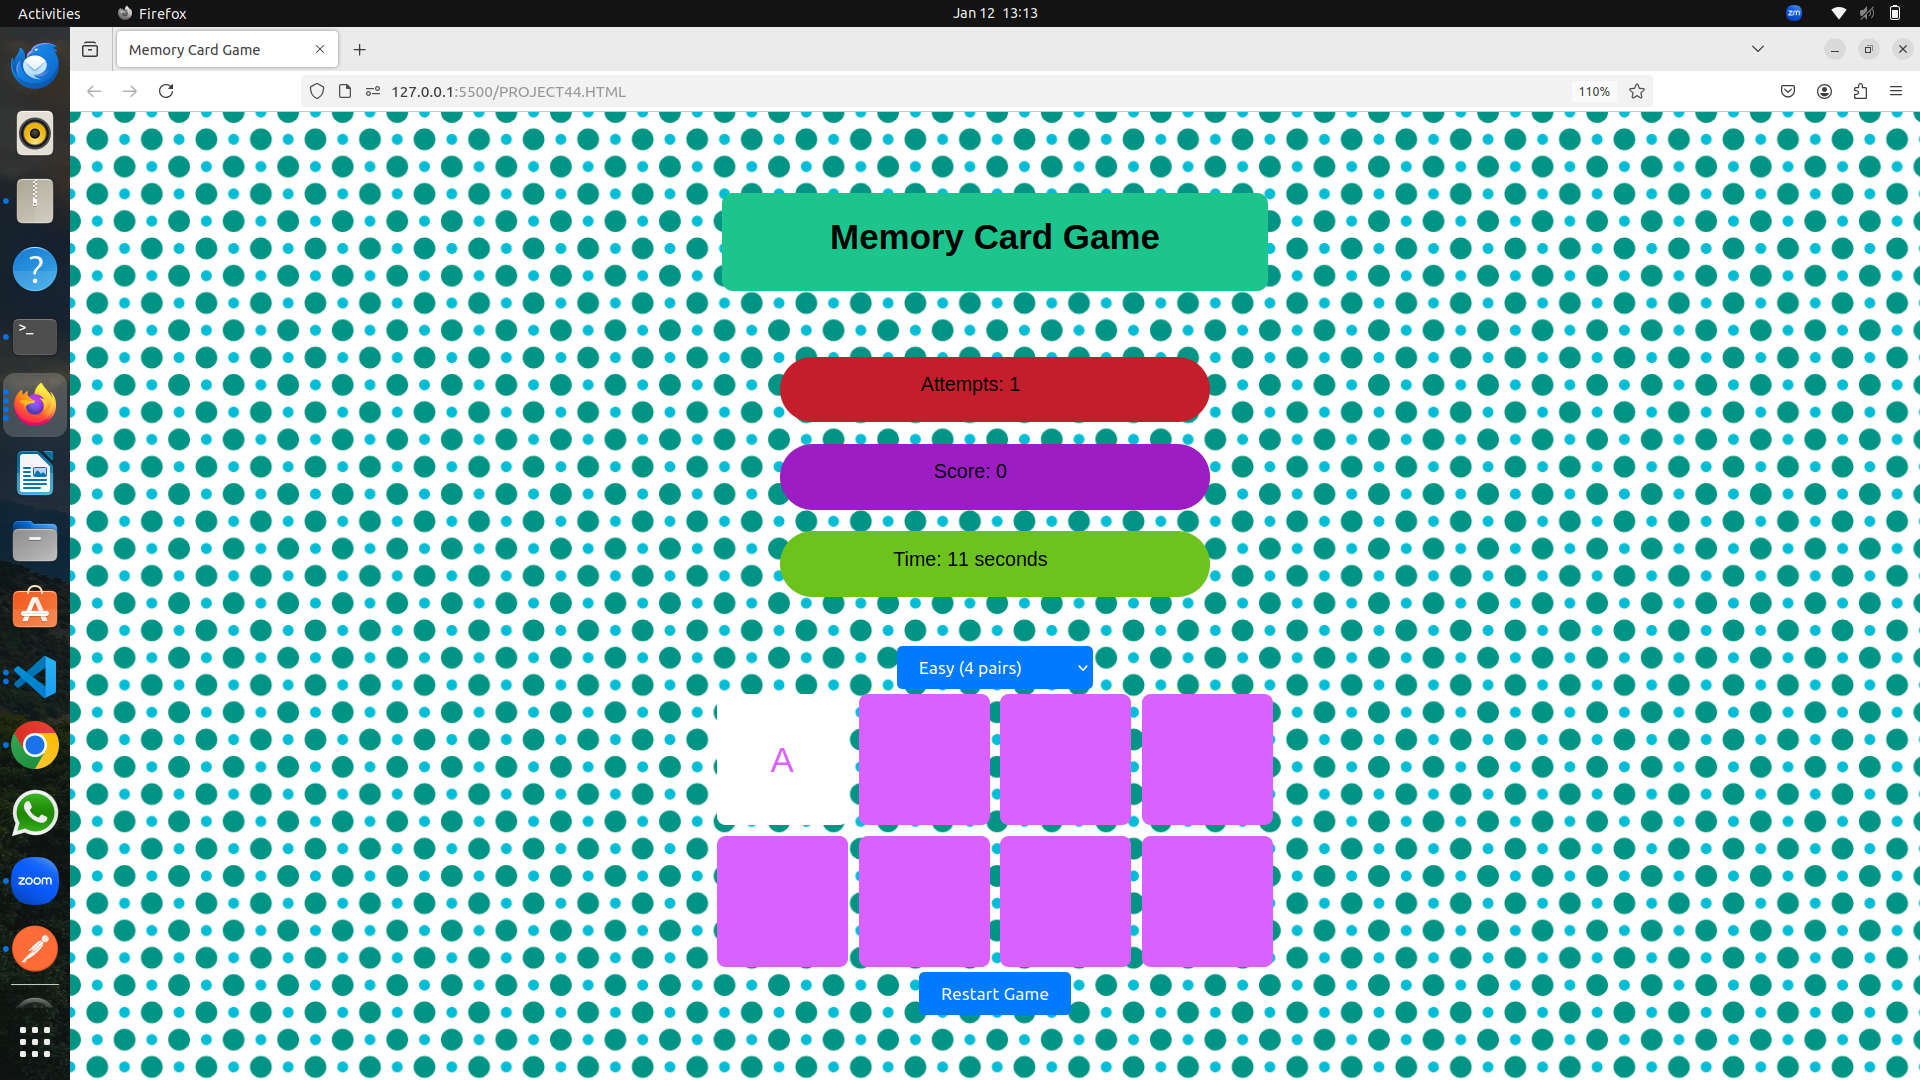 Activities
Firefox
Jan 12 13:13
zm
Memory Card Game
127.0.0.1:5500/PROJECT44.HTML
110%
Memory Card Game
Attempts: 1
Score: 0
Time: 11 seconds
Easy (4 pairs)
A
Restart Game
?
>_
zoom